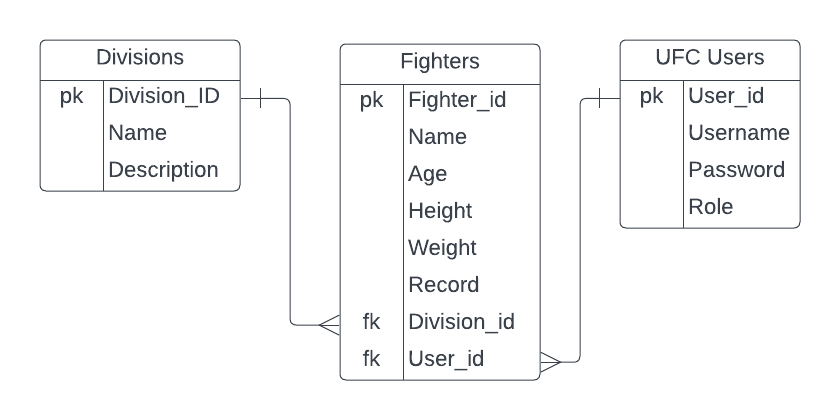 Divisions
pk Division_ID
Name
Description
Fighters
pk Fighter_id
Name
Age
Height
Weight
Record
fk Division_id
fk User_id
UFC Users
pk User_id
Username
Password
Role